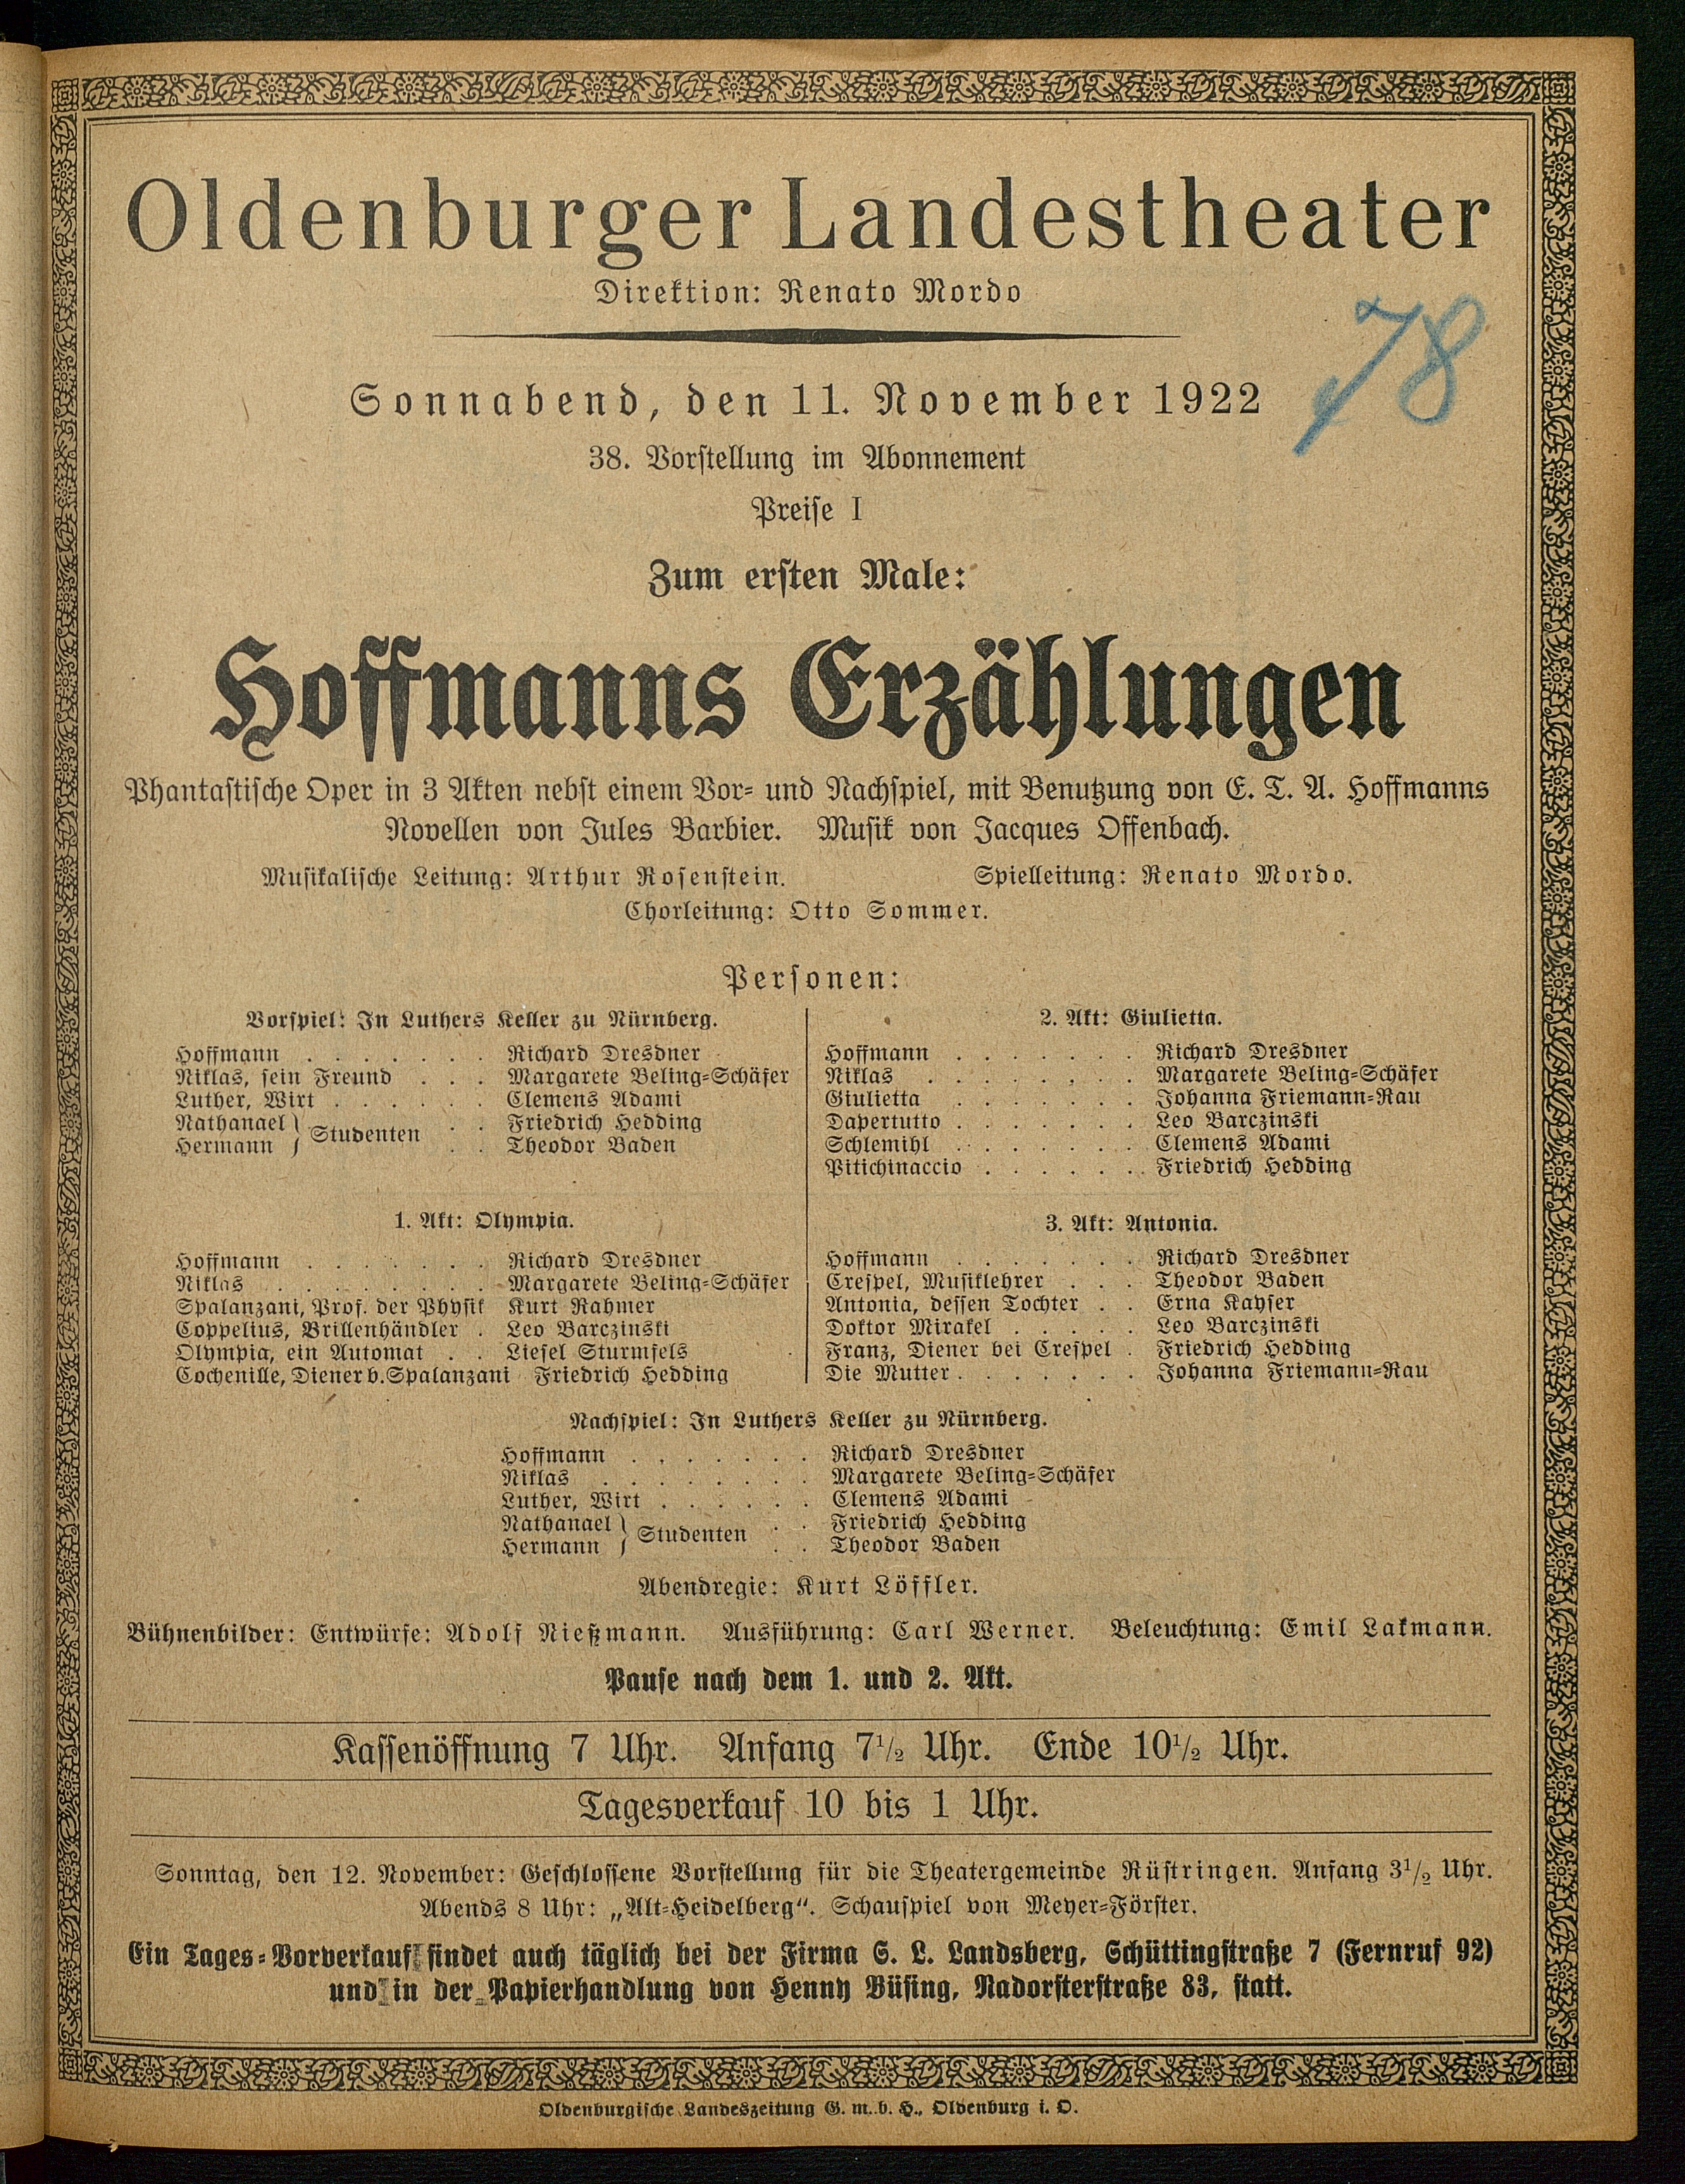 Oldenburger Landestheater
Direktion: Renato Mordo
78
Sonnabend, den 11. November 1922
38. Vorstellung im Abonnement
Preise I
Zum ersten Male:
Hoffmanns Erzählungen
Phantastische Oper in 3 Akten nebst einem Vor- und Nachspiel, mit Benutzung von E. T. A. Hoffmanns
Novellen von Jules Barbier. Musik von Jacques Offenbach.
Musikalische Leitung: Arthur Rosenstein. Spielleitung: Renato Mordo.
Chorleitung: Otto Sommer.
Personen:
Vorspiel: In Luthers Keller zu Nürnberg.
Hoffmann . . . . . . . Richard Dresdner
Niklas, sein Freund . . . Margarete Beling-Schäfer
Luther, Wirt . . . . . . Clemens Adami
Nathanael } Studenten . . Friedrich Hedding
Hermann } . . Theodor Baden
1. Akt: Olympia.
Hoffmann . . . . . . . Richard Dresdner
Niklas . . . . . . . . Margarete Beling-Schäfer
Spalanzani, Prof. der Physik Kurt Rahmer
Coppelius, Brillenhändler . Leo Barczinski
Olympia, ein Automat . . Liesel Sturmfels
Cochenille, Diener b. Spalanzani Friedrich Hedding
2. Akt: Giulietta.
Hoffmann . . . . . . . Richard Dresdner
Niklas . . . . . . . . Margarete Beling-Schäfer
Giulietta . . . . . . . Johanna Friemann-Rau
Dapertutto . . . . . . . Leo Barczinski
Schlemihl . . . . . . . Clemens Adami
Pitichinaccio . . . . . . Friedrich Hedding
3. Akt: Antonia.
Hoffmann . . . . . . . Richard Dresdner
Crespel, Musiklehrer . . . Theodor Baden
Antonia, dessen Tochter . . Erna Kayser
Doktor Mirakel . . . . . Leo Barczinski
Franz, Diener bei Crespel . Friedrich Hedding
Die Mutter . . . . . . . Johanna Friemann-Rau
Nachspiel: In Luthers Keller zu Nürnberg.
Hoffmann . . . . . . . Richard Dresdner
Niklas . . . . . . . . Margarete Beling-Schäfer
Luther, Wirt . . . . . . Clemens Adami
Nathanael } Studenten . . Friedrich Hedding
Hermann } . . Theodor Baden
Abendregie: Kurt Löffler.
Bühnenbilder: Entwürfe: Adolf Nießmann. Ausführung: Carl Werner. Beleuchtung: Emil Lakmann.
Pause nach dem 1. und 2. Akt.
Kassenöffnung 7 Uhr. Anfang 7½ Uhr. Ende 10½ Uhr.
Tagesverkauf 10 bis 1 Uhr.
Sonntag, den 12. November: Geschlossene Vorstellung für die Theatergemeinde Rüstringen. Anfang 3½ Uhr.
Abends 8 Uhr: „Alt-Heidelberg“. Schauspiel von Meyer-Förster.
Ein Tages-Vorverkauf findet auch täglich bei der Firma S. L. Landsberg, Schüttingstraße 7 (Fernruf 92)
und in der Papierhandlung von Henny Büsing, Nadorsterstraße 83, statt.
Oldenburgische Landeszeitung G. m. b. H., Oldenburg i. O.